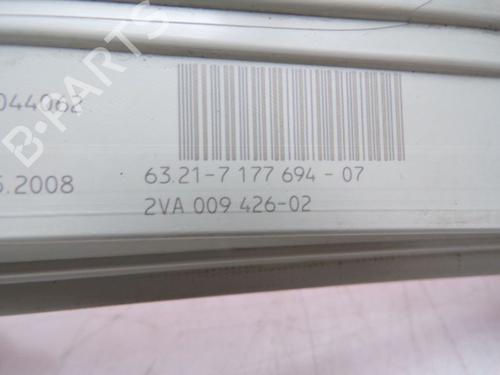 B-PARTS
044062
.2008
63.21-7 177 694 - 07
2VA 009 426-02